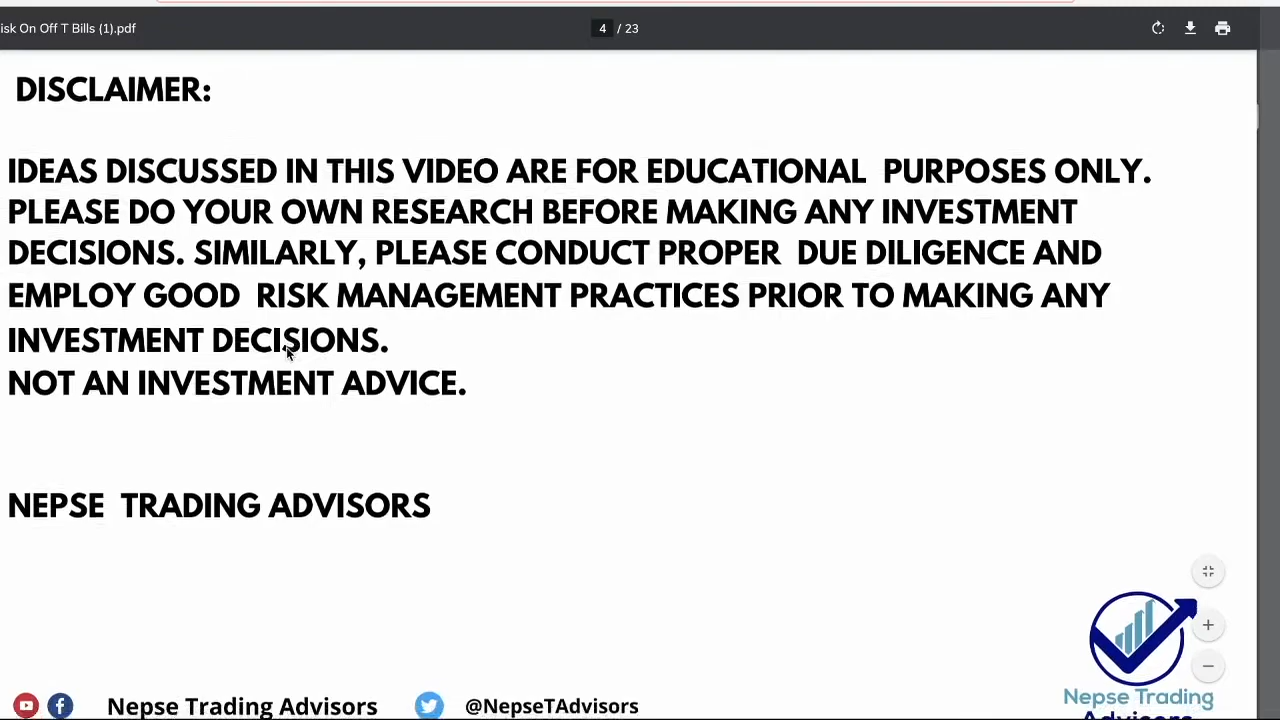 isk On Off T Bills (1).pdf
4 / 23
DISCLAIMER:
IDEAS DISCUSSED IN THIS VIDEO ARE FOR EDUCATIONAL PURPOSES ONLY.
PLEASE DO YOUR OWN RESEARCH BEFORE MAKING ANY INVESTMENT
DECISIONS. SIMILARLY, PLEASE CONDUCT PROPER DUE DILIGENCE AND
EMPLOY GOOD RISK MANAGEMENT PRACTICES PRIOR TO MAKING ANY
INVESTMENT DECISIONS.
NOT AN INVESTMENT ADVICE.
NEPSE TRADING ADVISORS
Nepse Trading
Advisors
Nepse Trading Advisors
@NepseTAdvisors